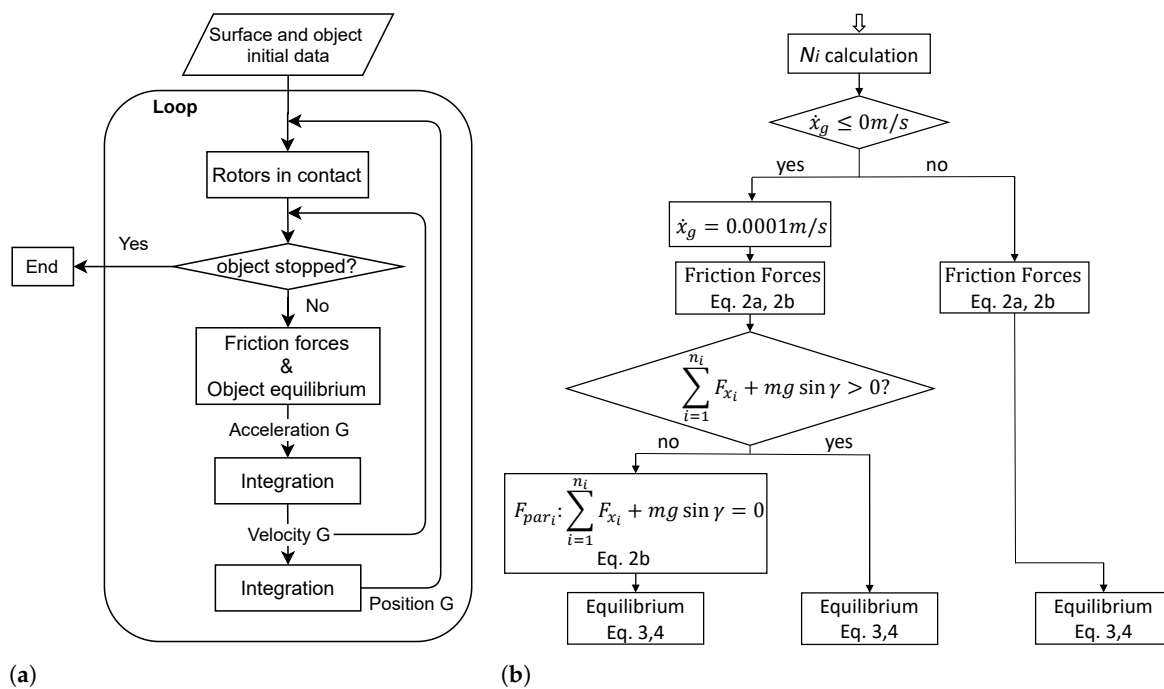 Surface and object
initial data
Loop
Rotors in contact
Yes
End
object stopped?
No
Friction forces
&
Object equilibrium
Acceleration G
Integration
Velocity G
Integration
Position G
(a)
Nᵢ calculation
ẋ_g ≤ 0m/s
yes
no
ẋ_g = 0.0001m/s
Friction Forces
Eq. 2a, 2b
Friction Forces
Eq. 2a, 2b
∑_{i=1}^{n_i} F_{x_i} + mg sin γ > 0?
no
yes
F_{par_i}: ∑_{i=1}^{n_i} F_{x_i} + mg sin γ = 0
Eq. 2b
Equilibrium
Eq. 3,4
Equilibrium
Eq. 3,4
Equilibrium
Eq. 3,4
(b)